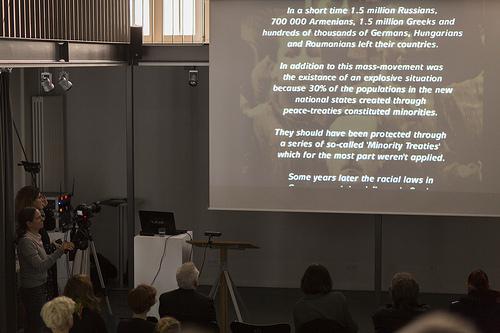 In a short time 1.5 million Russians,
700 000 Armenians, 1.5 million Greeks and
hundreds of thousands of Germans, Hungarians
and Roumanians left their countries.
In addition to this mass-movement was
the existance of an explosive situation
because 30% of the populations in the new
national states created through
peace-treaties constituted minorities.
They should have been protected through
a series of so-called 'Minority Treaties'
which for the most part weren't applied.
Some years later the racial laws in